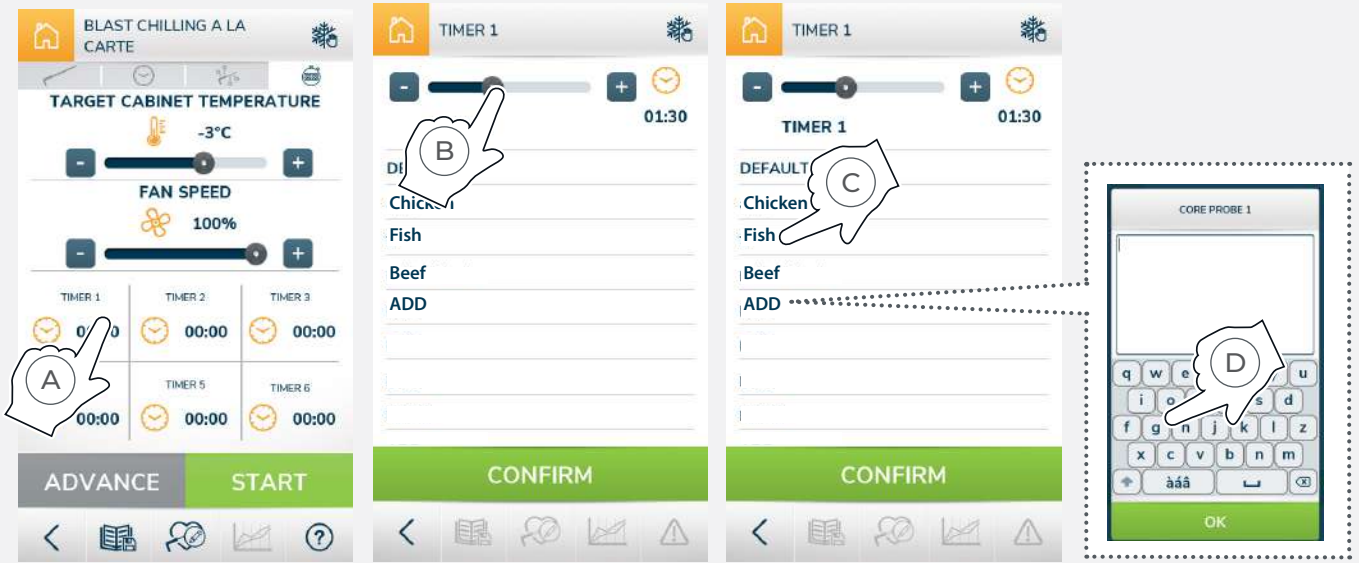 BLAST CHILLING A LA
CARTE
TARGET CABINET TEMPERATURE
-3°C
- +
FAN SPEED
100%
- +
TIMER 1 TIMER 2 TIMER 3
00:00 00:00
A
TIMER 5 TIMER 6
00:00 00:00 00:00
ADVANCE START
?
TIMER 1
- +
01:30
B
Fish
Beef
ADD
CONFIRM
TIMER 1
- +
01:30
TIMER 1
DEFAULT
C
Chicken
Fish
Beef
ADD
CONFIRM
CORE PROBE 1
D
q w e u
i o s d
f g n j k l z
x c v b n m
àáâ
OK